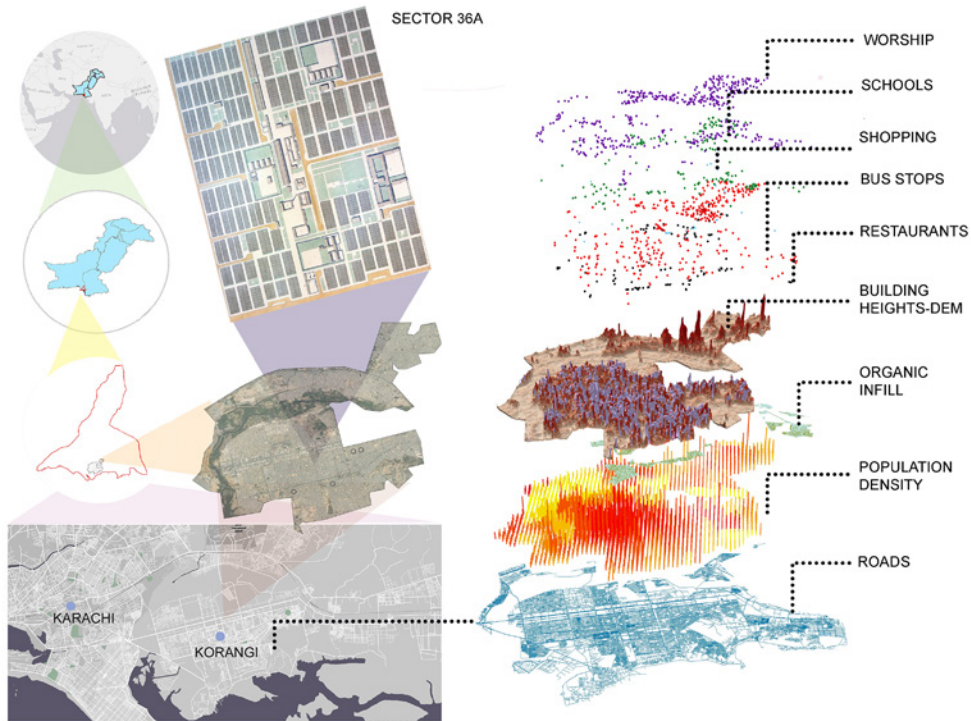 SECTOR 36A
WORSHIP
SCHOOLS
SHOPPING
BUS STOPS
RESTAURANTS
BUILDING
HEIGHTS-DEM
ORGANIC
INFILL
POPULATION
DENSITY
ROADS
KARACHI
KORANGI